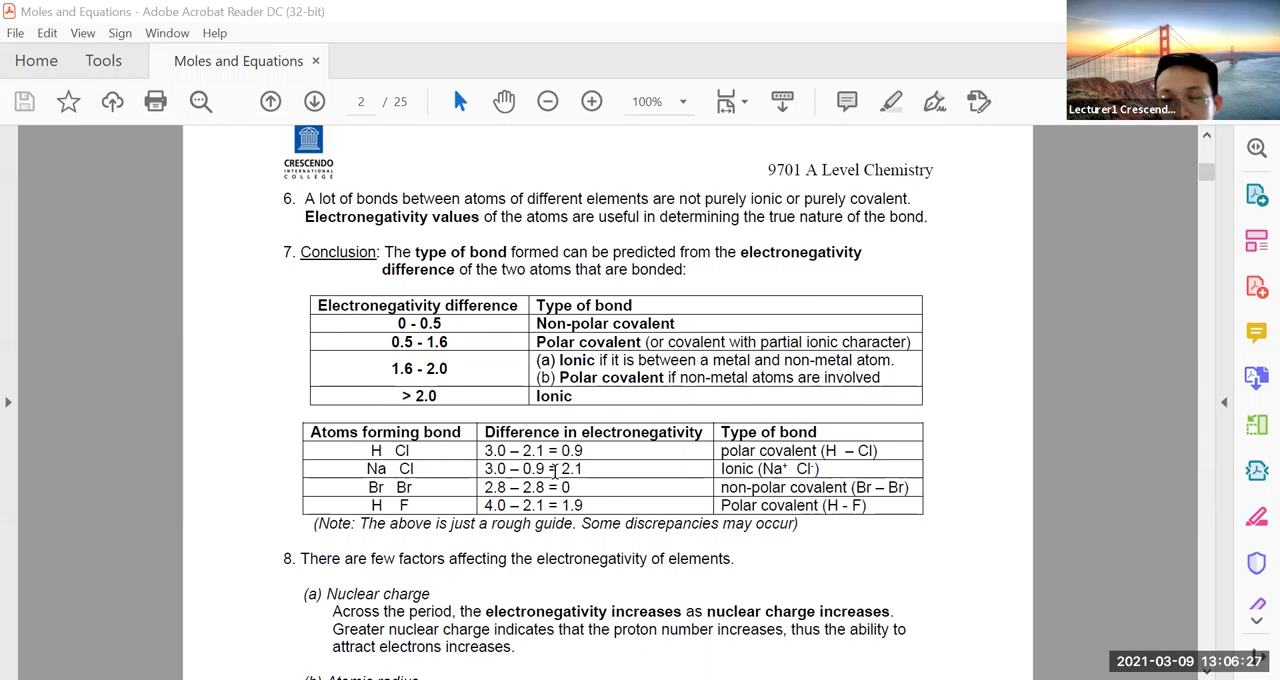 Moles and Equations - Adobe Acrobat Reader DC (32-bit)
File Edit View Sign Window Help
Home Tools Moles and Equations ×
2 / 25 100%
Lecturer1 Crescend...
CRESCENDO
INTERNATIONAL
COLLEGE
9701 A Level Chemistry
6. A lot of bonds between atoms of different elements are not purely ionic or purely covalent.
Electronegativity values of the atoms are useful in determining the true nature of the bond.
7. Conclusion: The type of bond formed can be predicted from the electronegativity
difference of the two atoms that are bonded:
Electronegativity difference Type of bond
0 - 0.5 Non-polar covalent
0.5 - 1.6 Polar covalent (or covalent with partial ionic character)
1.6 - 2.0 (a) Ionic if it is between a metal and non-metal atom.
(b) Polar covalent if non-metal atoms are involved
> 2.0 Ionic
Atoms forming bond Difference in electronegativity Type of bond
H Cl 3.0 – 2.1 = 0.9 polar covalent (H – Cl)
Na Cl 3.0 – 0.9 = 2.1 Ionic (Na⁺ Cl⁻)
Br Br 2.8 – 2.8 = 0 non-polar covalent (Br – Br)
H F 4.0 – 2.1 = 1.9 Polar covalent (H - F)
(Note: The above is just a rough guide. Some discrepancies may occur)
8. There are few factors affecting the electronegativity of elements.
(a) Nuclear charge
Across the period, the electronegativity increases as nuclear charge increases.
Greater nuclear charge indicates that the proton number increases, thus the ability to
attract electrons increases.
(b) Atomic radius
2021-03-09 13:06:27